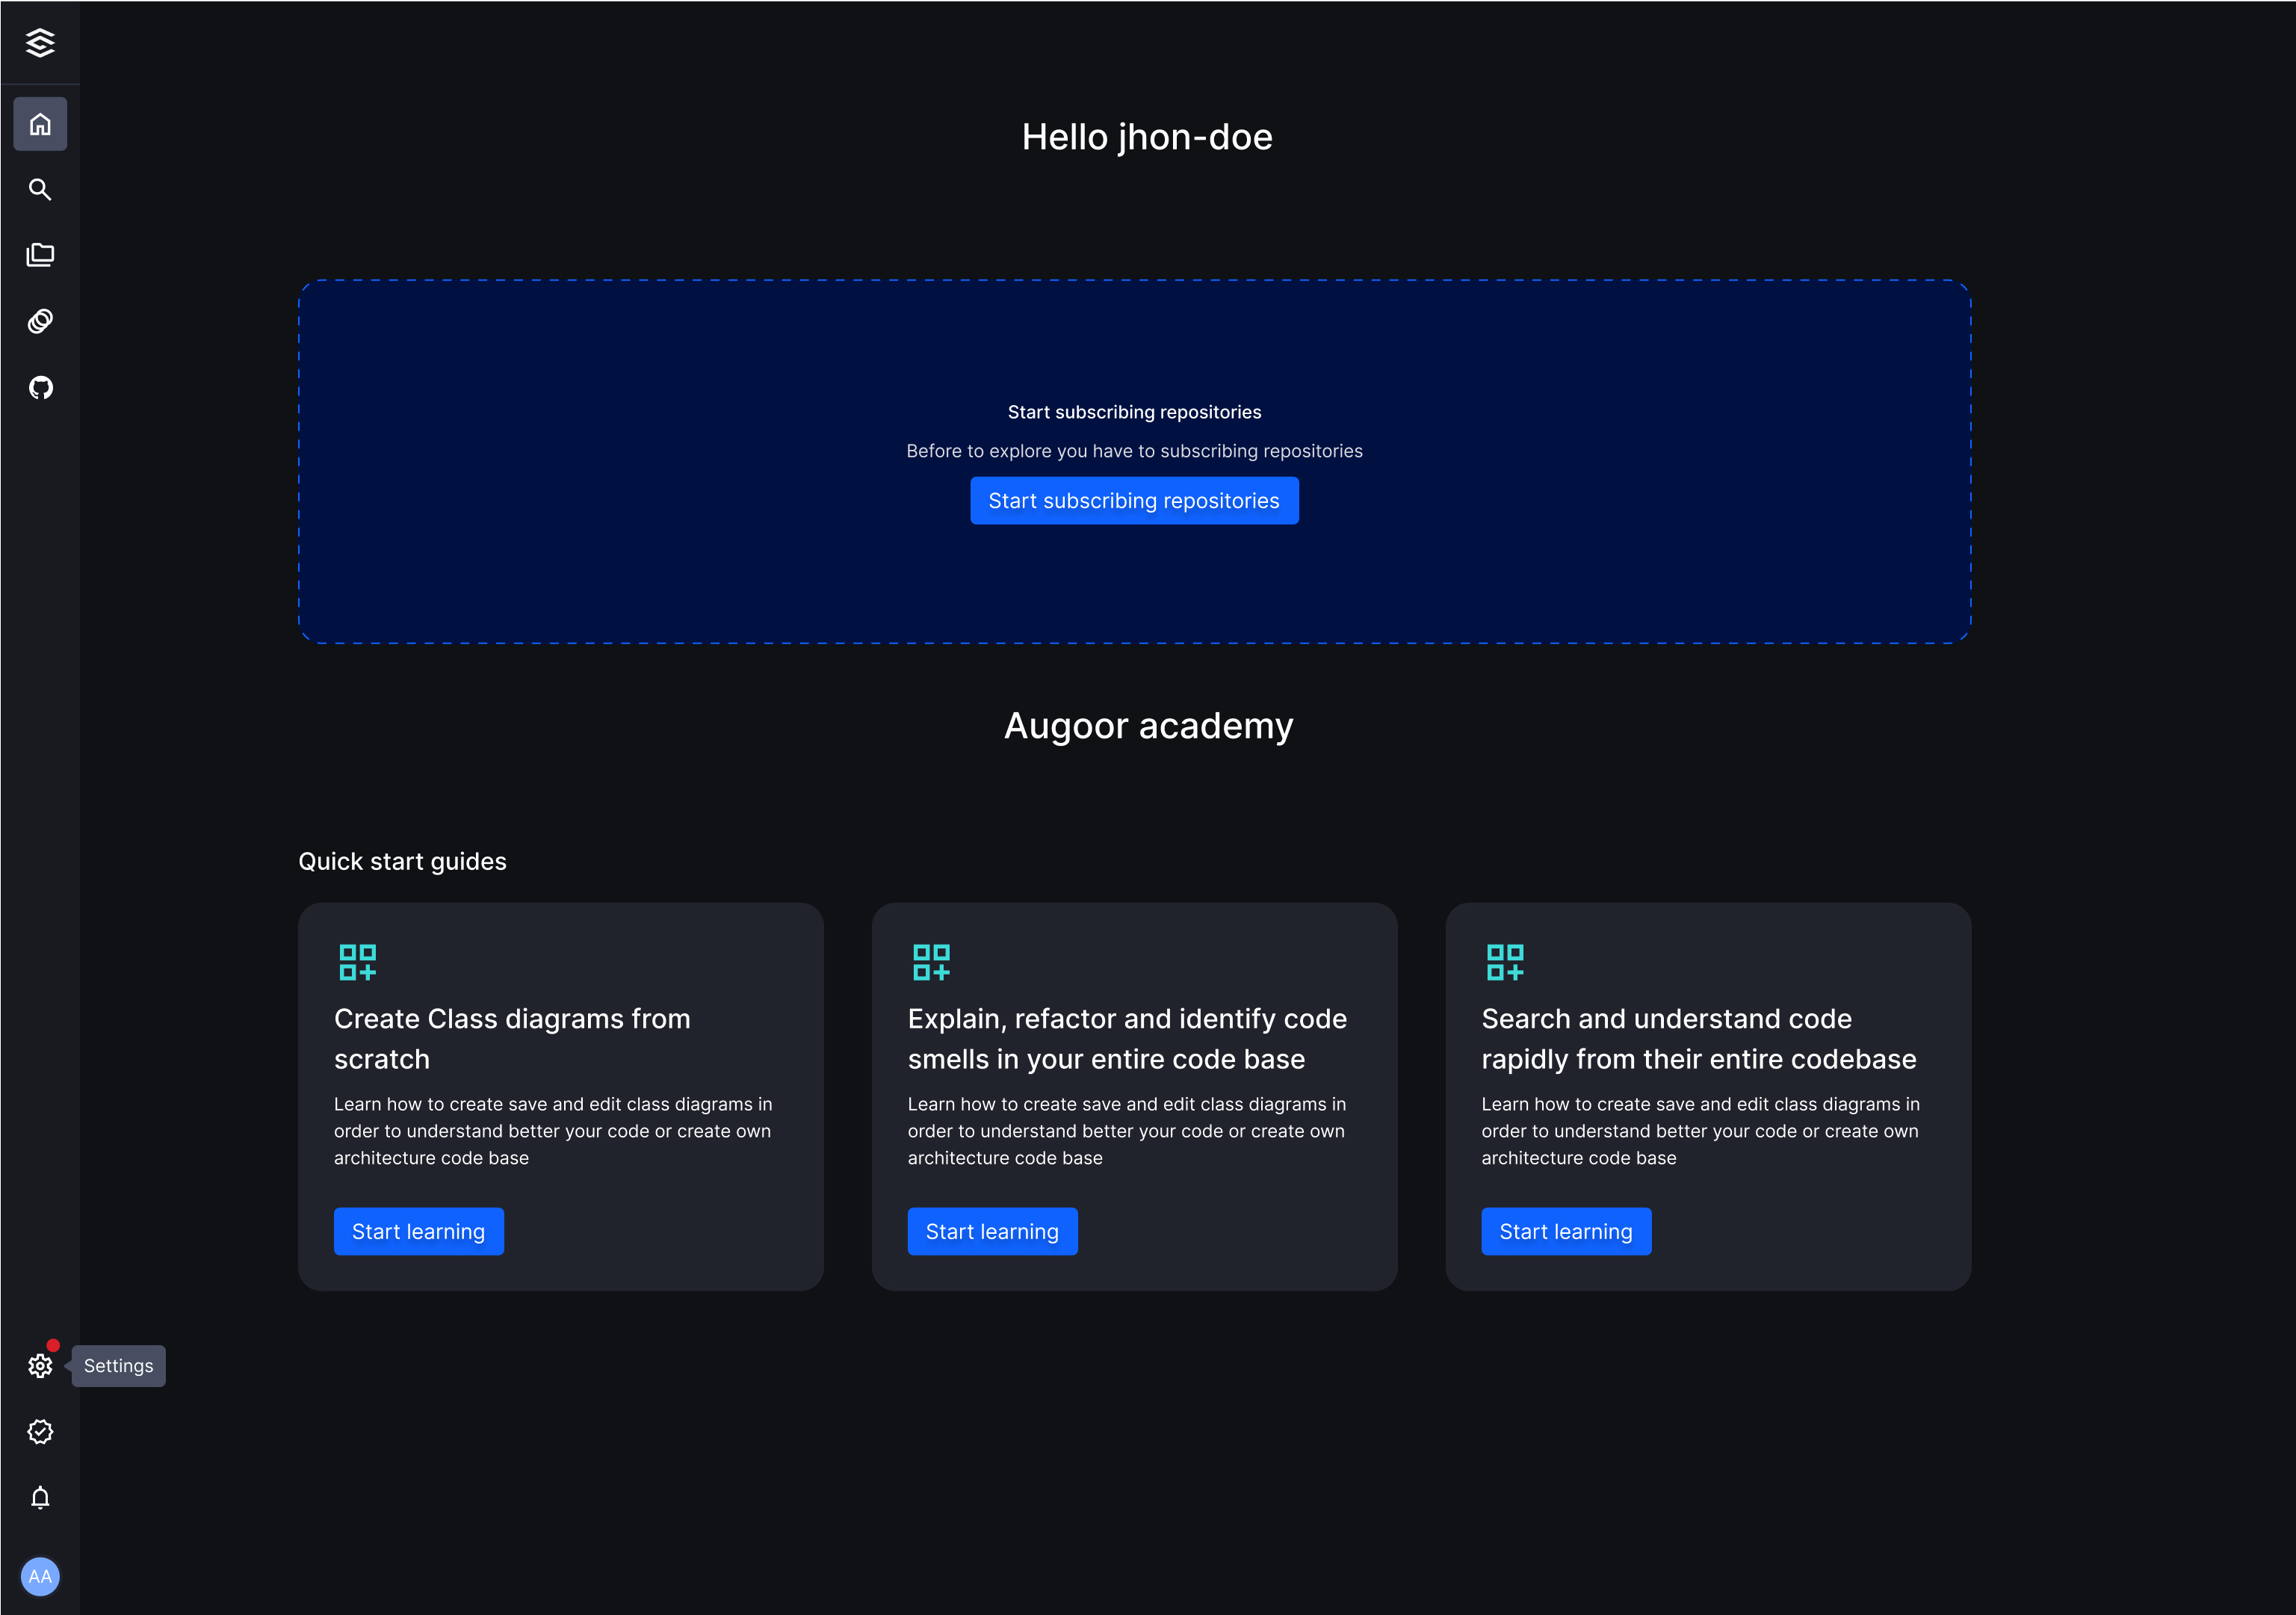 Hello jhon-doe
Start subscribing repositories
Before to explore you have to subscribing repositories
Start subscribing repositories
Augoor academy
Quick start guides
Create Class diagrams from
scratch
Learn how to create save and edit class diagrams in
order to understand better your code or create own
architecture code base
Start learning
Explain, refactor and identify code
smells in your entire code base
Learn how to create save and edit class diagrams in
order to understand better your code or create own
architecture code base
Start learning
Search and understand code
rapidly from their entire codebase
Learn how to create save and edit class diagrams in
order to understand better your code or create own
architecture code base
Start learning
Settings
AA